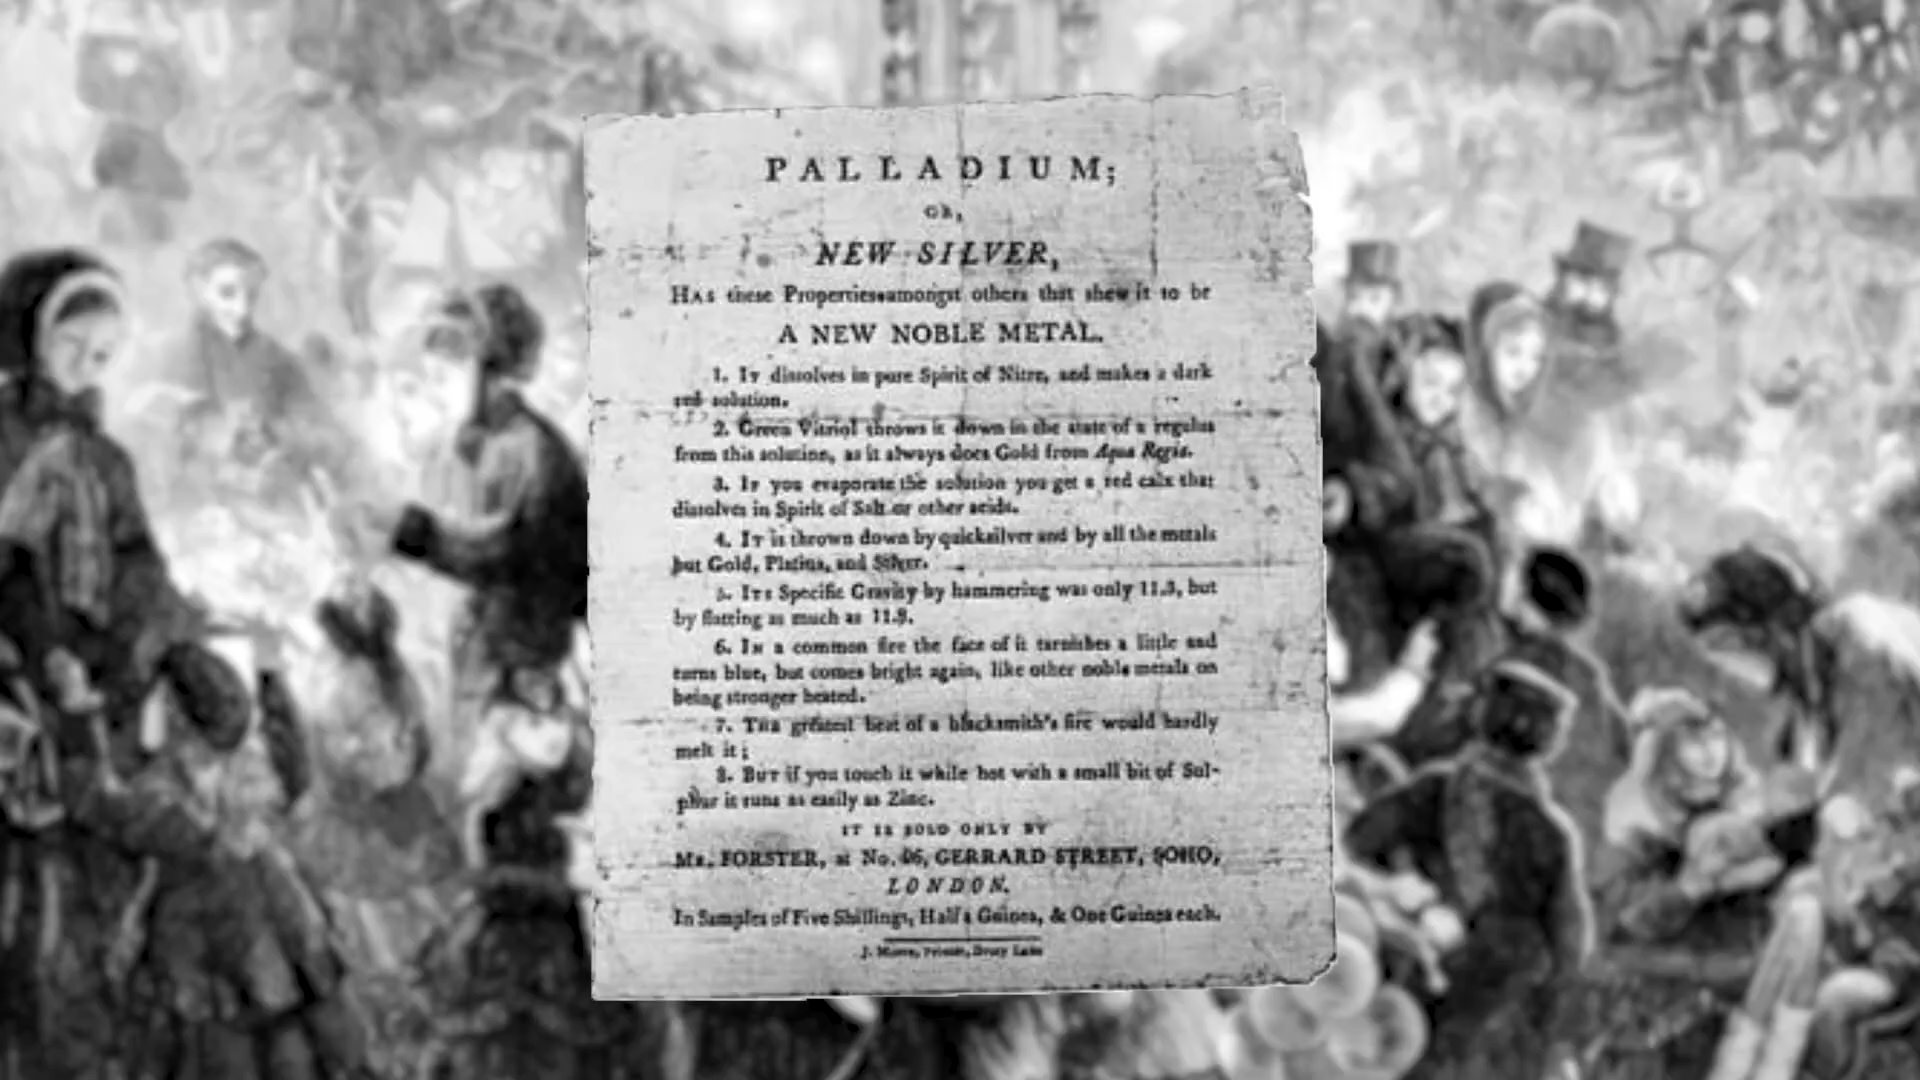 PALLADIUM;
OR,
NEW SILVER,
HAS these Properties amongst others that shew it to be
A NEW NOBLE METAL.
1. IT dissolves in pure Spirit of Nitre, and makes a dark
red solution.
2. Green Vitriol throws it down in the state of a regulus
from this solution, as it always does Gold from Aqua Regia.
3. IF you evaporate the solution you get a red calx that
dissolves in Spirit of Salt or other acids.
4. IT is thrown down by quicksilver and by all the metals
but Gold, Platina, and Silver.
5. ITS Specific Gravity by hammering was only 11.3, but
by flatting as much as 11.8.
6. IN a common fire the face of it tarnishes a little and
turns blue, but comes bright again, like other noble metals on
being stronger heated.
7. THE greatest heat of a blacksmith's fire would hardly
melt it;
8. BUT if you touch it while hot with a small bit of Sul-
phur it runs as easily as Zinc.
IT IS SOLD ONLY BY
MR. FORSTER, at No. 26, GERRARD STREET, SOHO,
LONDON.
In Samples of Five Shillings, Half a Guinea, & One Guinea each.
J. Moore, Printer, Drury Lane